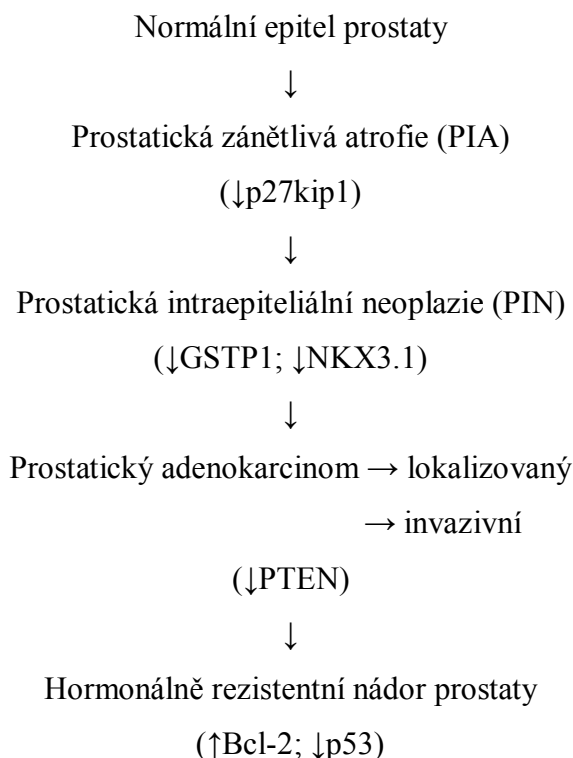 Normální epitel prostaty
↓
Prostatická zánětlivá atrofie (PIA)
(↓p27kip1)
↓
Prostatická intraepiteliální neoplazie (PIN)
(↓GSTP1; ↓NKX3.1)
↓
Prostatický adenokarcinom → lokalizovaný
→ invazivní
(↓PTEN)
↓
Hormonálně rezistentní nádor prostaty
(↑Bcl-2; ↓p53)